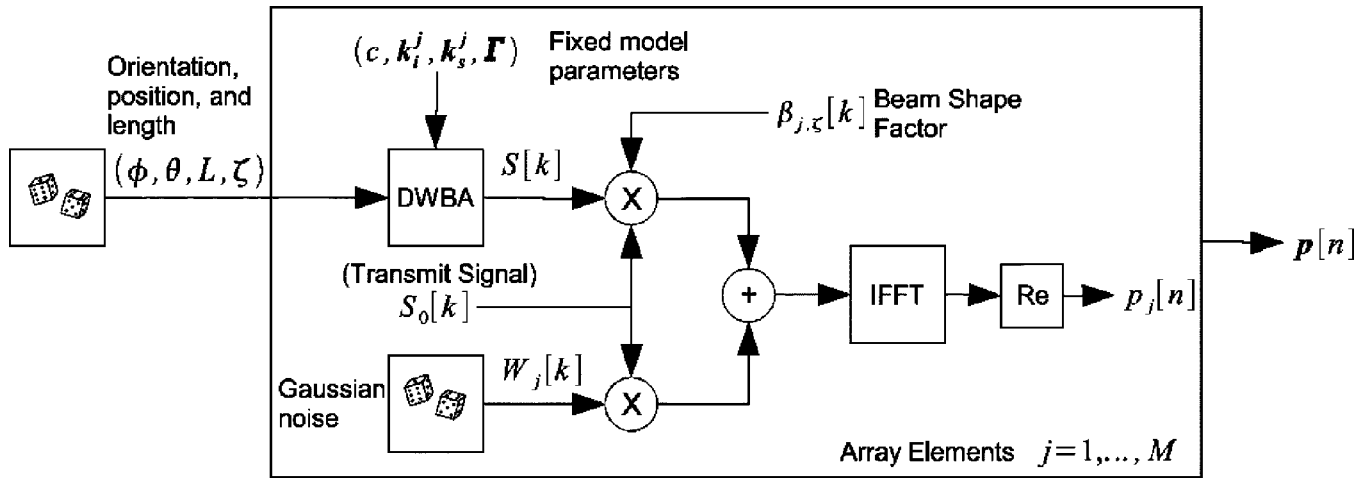 Orientation,
position, and
length
(ϕ, θ, L, ζ)
(c, k_i^j, k_s^j, Γ)
Fixed model
parameters
β_{j,ζ}[k] Beam Shape
Factor
DWBA
S[k]
X
(Transmit Signal)
S_0[k]
+
IFFT
Re
p_j[n]
p[n]
Gaussian
noise
W_j[k]
X
Array Elements j=1,..., M